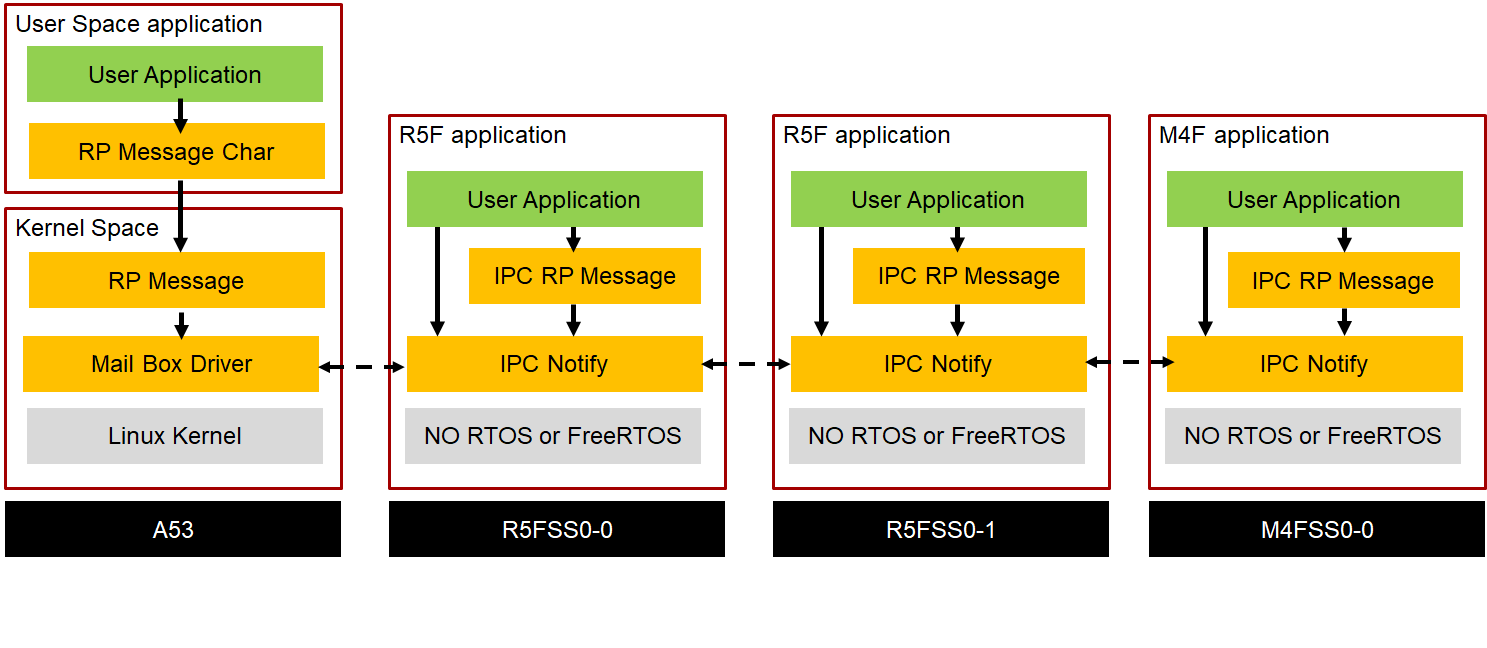 User Space application
User Application
RP Message Char
Kernel Space
RP Message
Mail Box Driver
Linux Kernel
A53
R5F application
User Application
IPC RP Message
IPC Notify
NO RTOS or FreeRTOS
R5FSS0-0
R5F application
User Application
IPC RP Message
IPC Notify
NO RTOS or FreeRTOS
R5FSS0-1
M4F application
User Application
IPC RP Message
IPC Notify
NO RTOS or FreeRTOS
M4FSS0-0